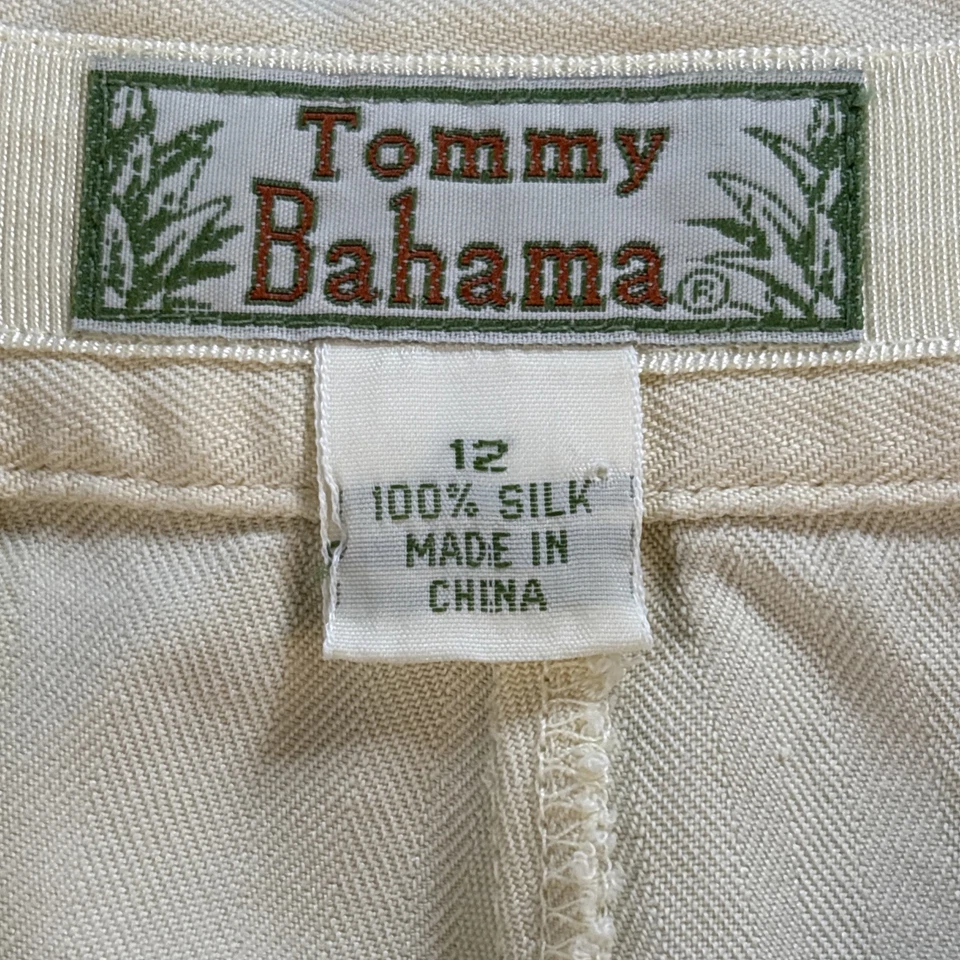 Tommy
Bahama ®
12
100% SILK
MADE IN
CHINA